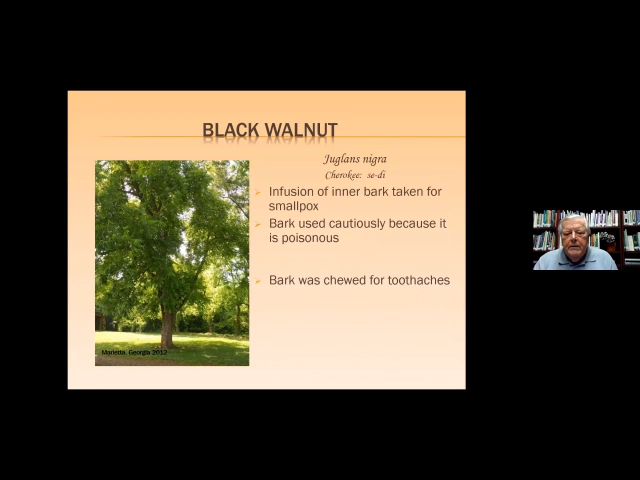 BLACK WALNUT
Juglans nigra
Cherokee: se-di
Infusion of inner bark taken for
smallpox
Bark used cautiously because it
is poisonous
Bark was chewed for toothaches
Marietta, Georgia 2012